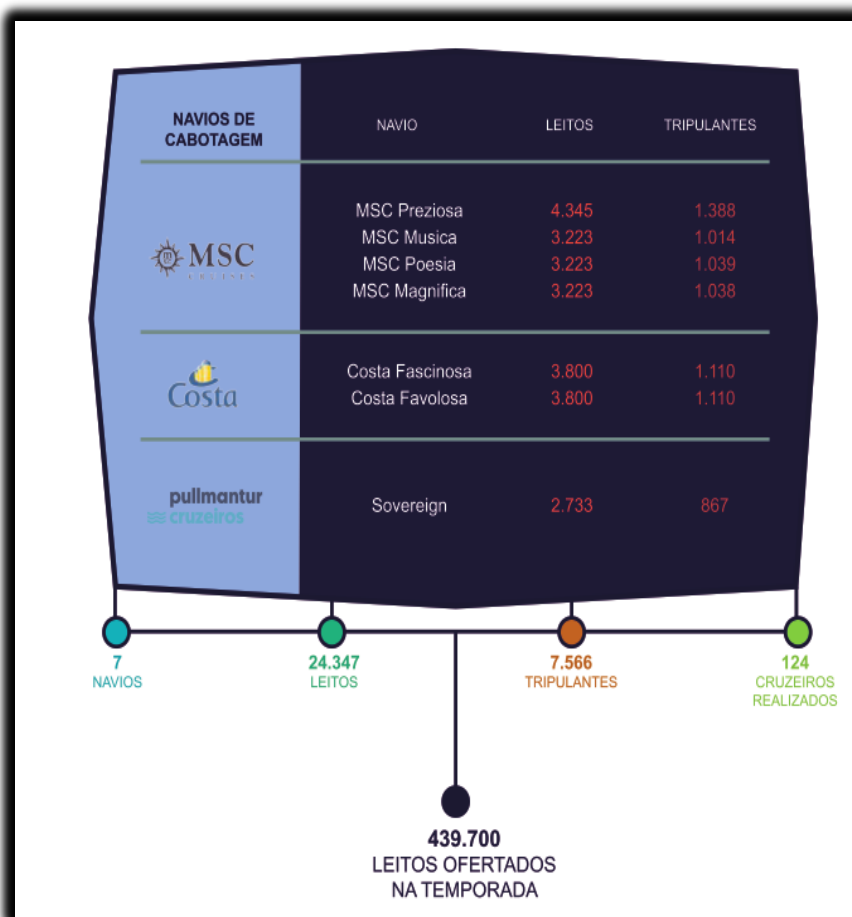 NAVIOS DE
CABOTAGEM
NAVIO LEITOS TRIPULANTES
MSC
CRUISES
MSC Preziosa 4.345 1.388
MSC Musica 3.223 1.014
MSC Poesia 3.223 1.039
MSC Magnifica 3.223 1.038
Costa
Costa Fascinosa 3.800 1.110
Costa Favolosa 3.800 1.110
pullmantur
cruzeiros
Sovereign 2.733 867
7
NAVIOS
24.347
LEITOS
7.566
TRIPULANTES
124
CRUZEIROS
REALIZADOS
439.700
LEITOS OFERTADOS
NA TEMPORADA